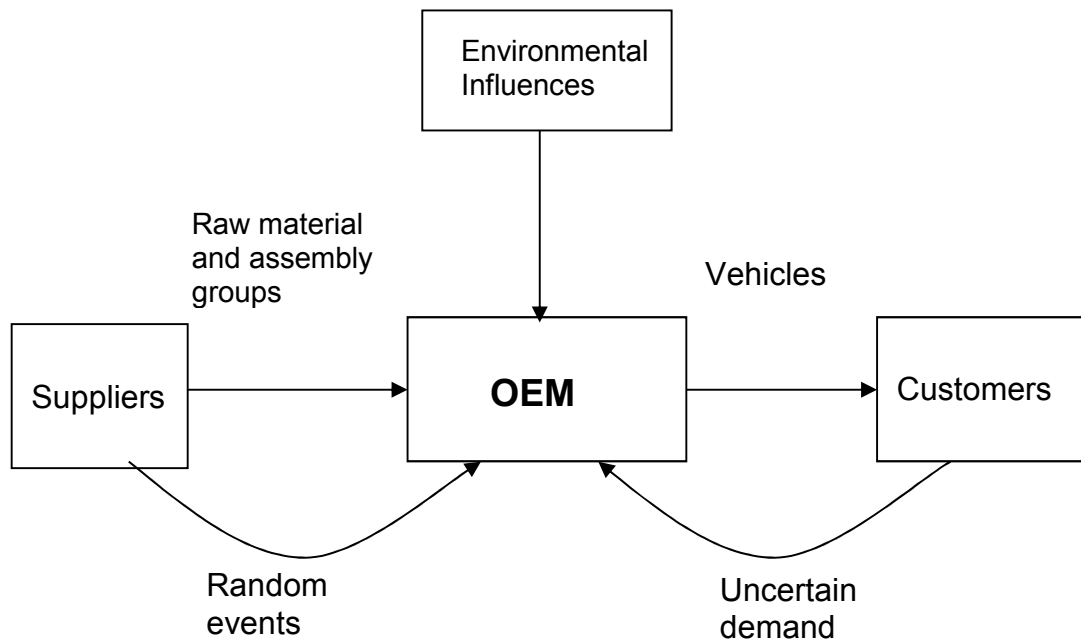 Environmental
Influences
Raw material
and assembly
groups
Vehicles
Suppliers
OEM
Customers
Random
events
Uncertain
demand